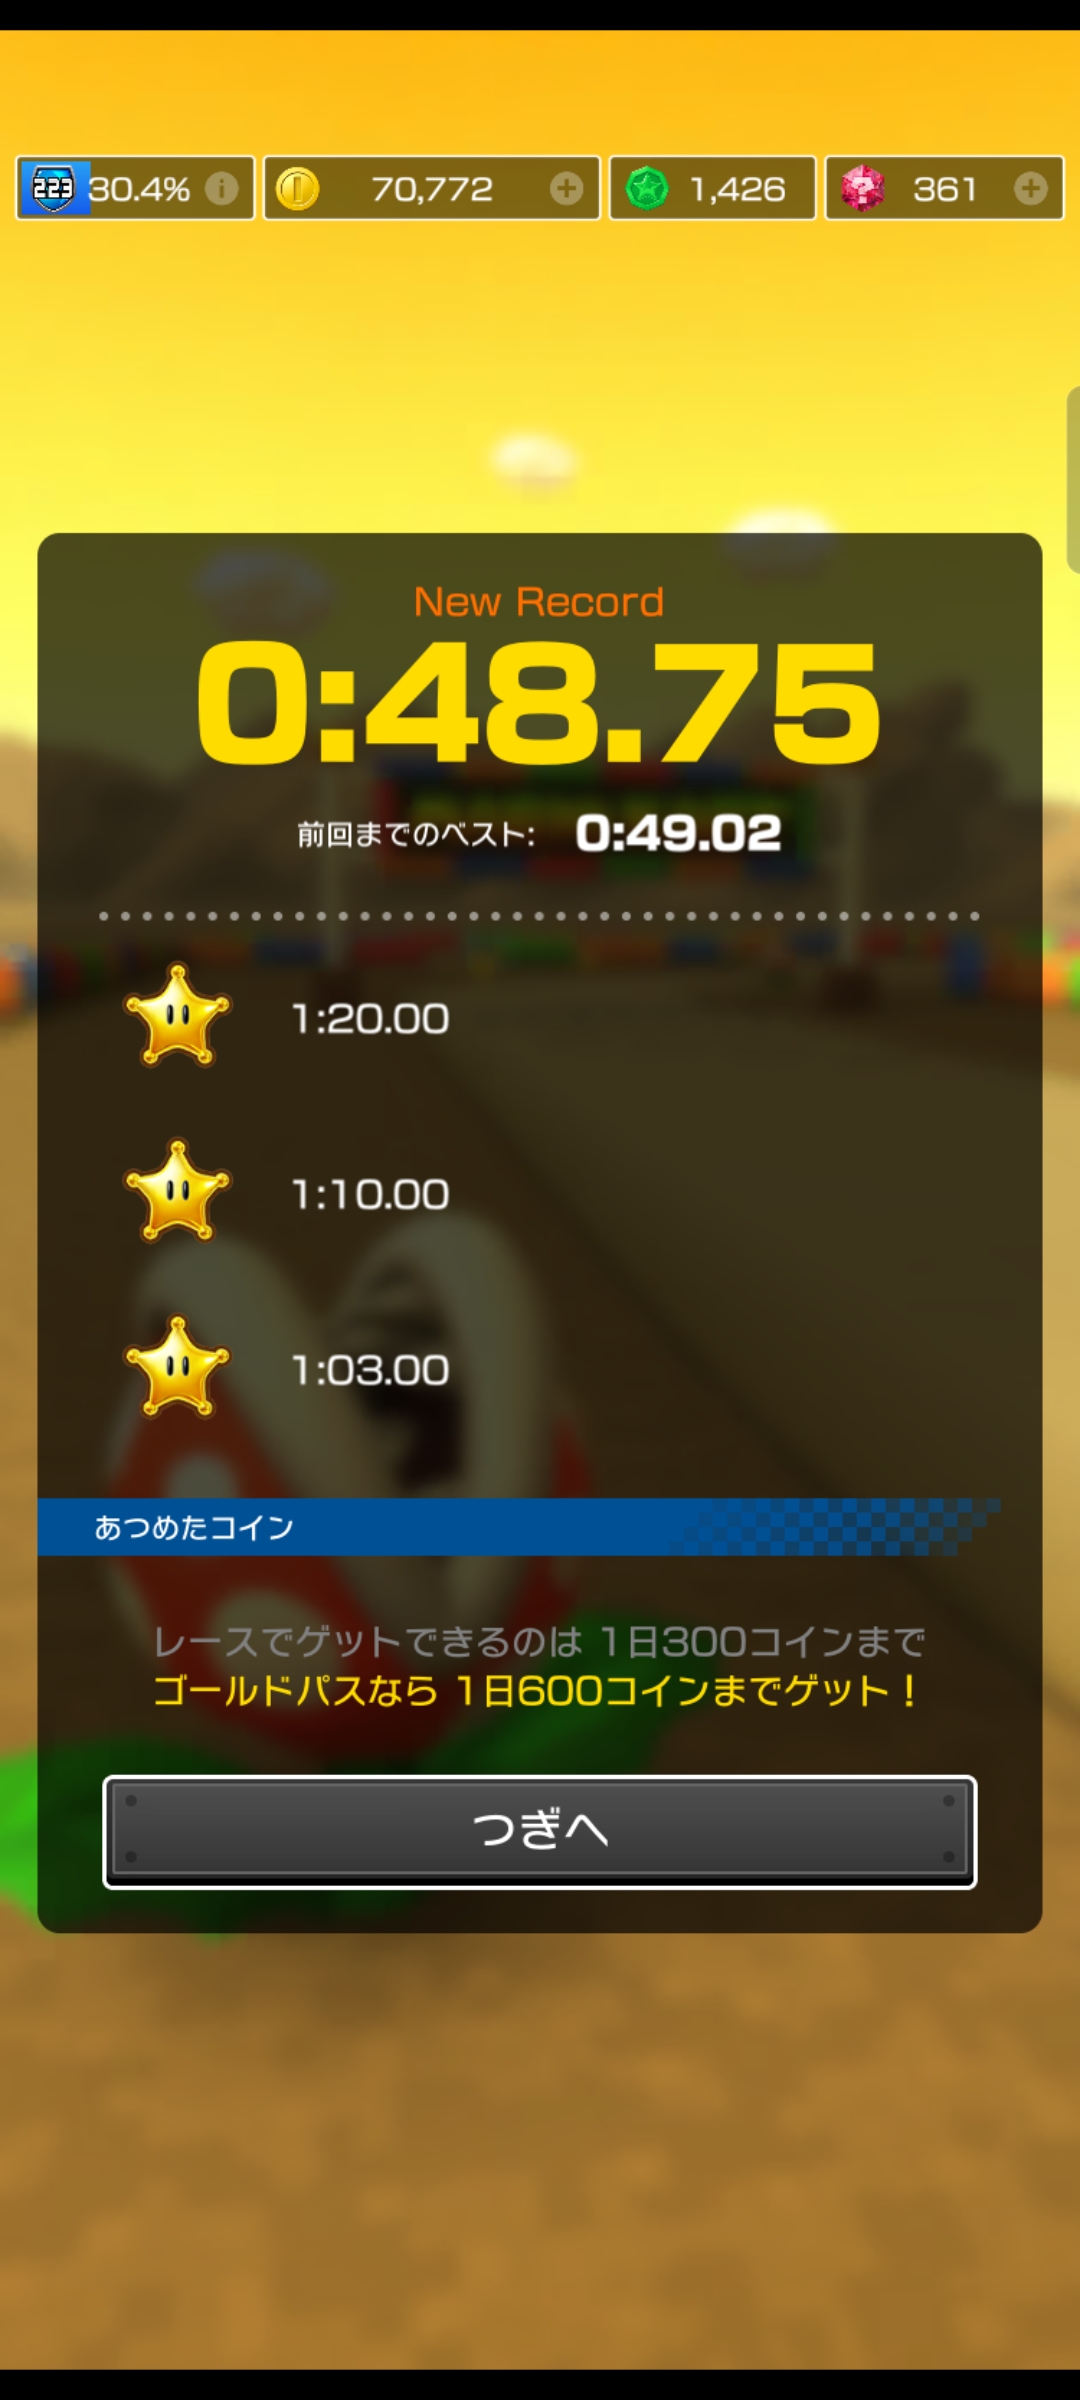 223 30.4% 70,772 1,426 361
New Record
0:48.75
前回までのベスト: 0:49.02
1:20.00
1:10.00
1:03.00
あつめたコイン
レースでゲットできるのは 1日300コインまで
ゴールドパスなら 1日600コインまでゲット！
つぎへ